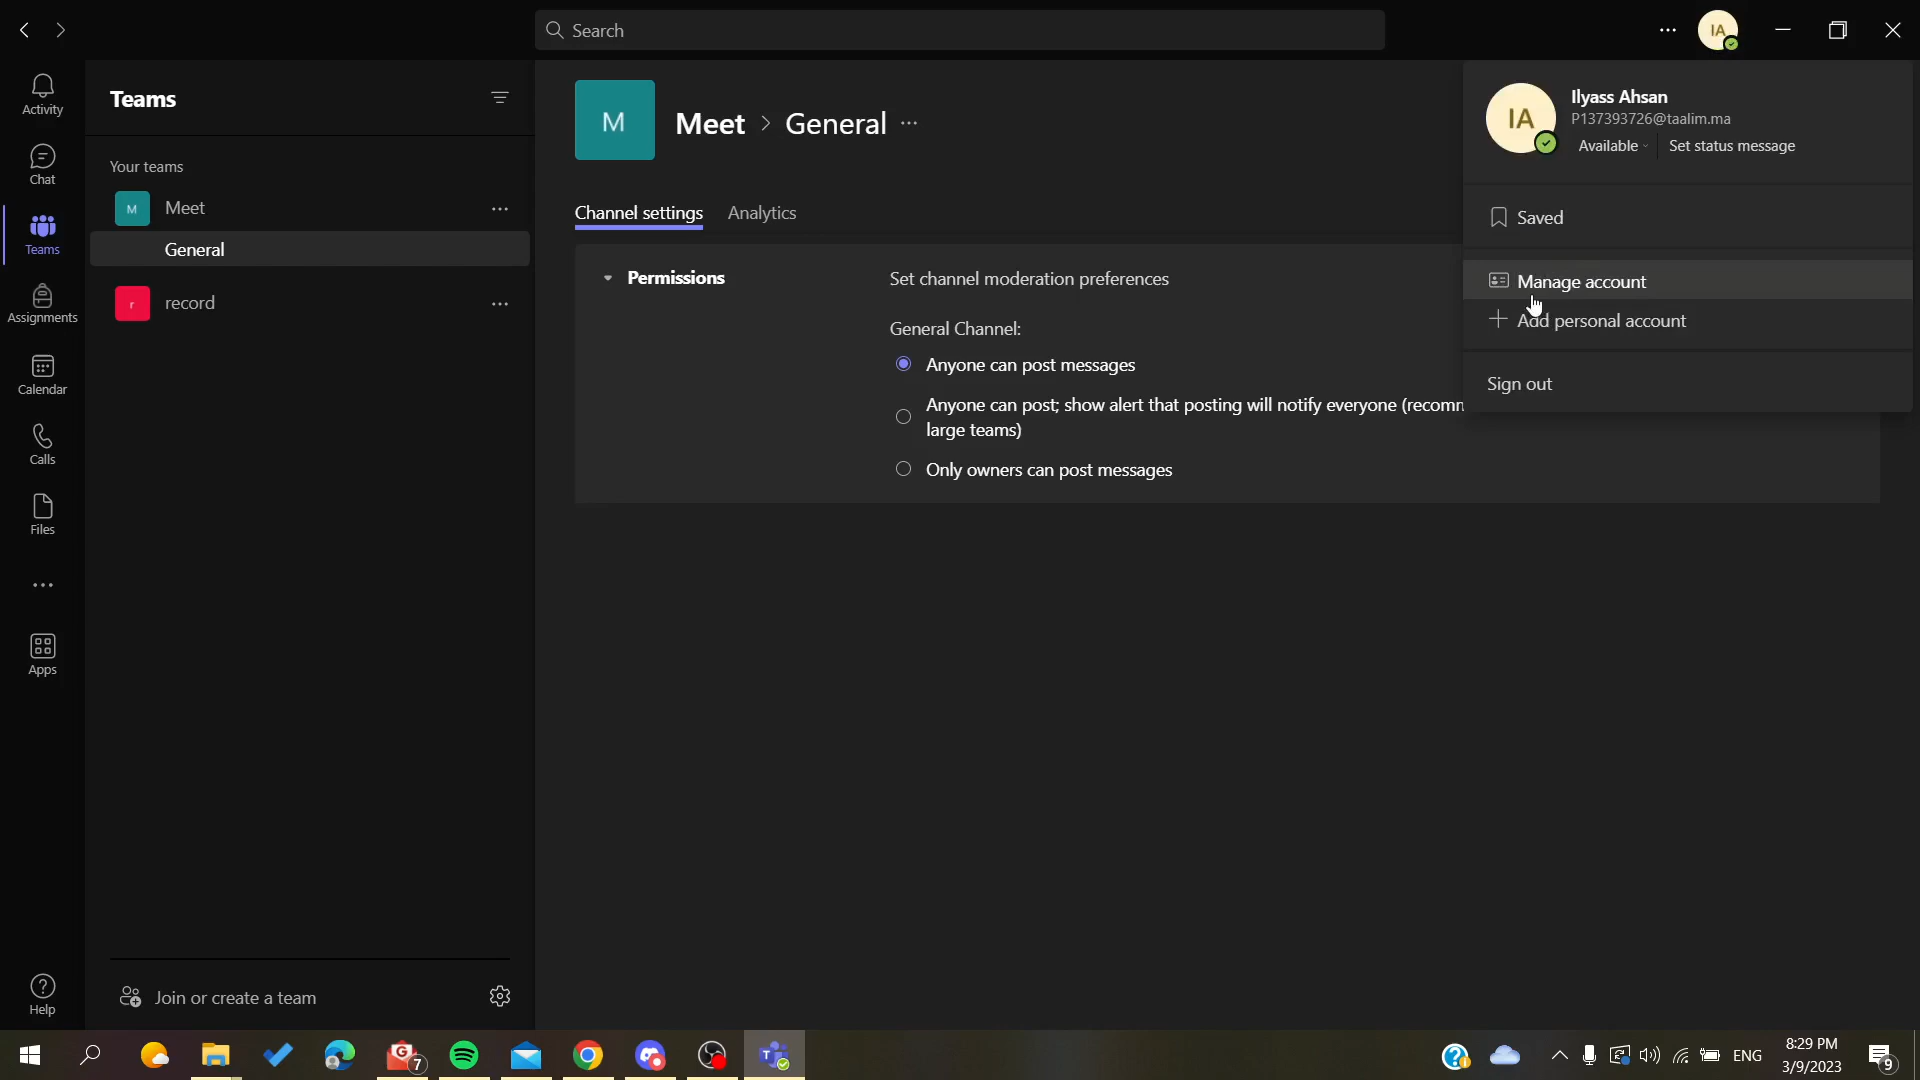 Search
IA
Activity
Chat
Teams
Assignments
Calendar
Calls
Files
Apps
Help
Teams
Your teams
M Meet
General
r record
Join or create a team
M Meet > General
Channel settings Analytics
Permissions
Set channel moderation preferences
General Channel:
Anyone can post messages
Anyone can post; show alert that posting will notify everyone (recomm
large teams)
Only owners can post messages
IA
Ilyass Ahsan
P137393726@taalim.ma
Available
Set status message
Saved
Manage account
Add personal account
Sign out
G 7
T
ENG
8:29 PM
3/9/2023
9